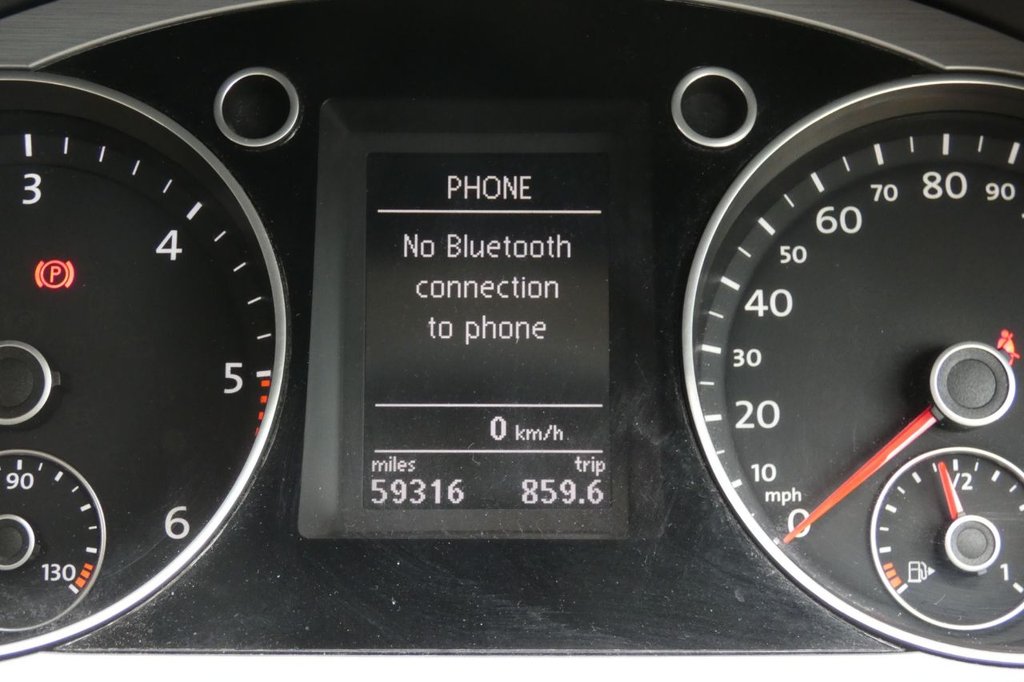 PHONE
No Bluetooth
connection
to phone
0 km/h
miles trip
59316 859.6
3
4
5
6
P
90
130
0
mph
10
20
30
40
50
60
70
80
90
1/2
1